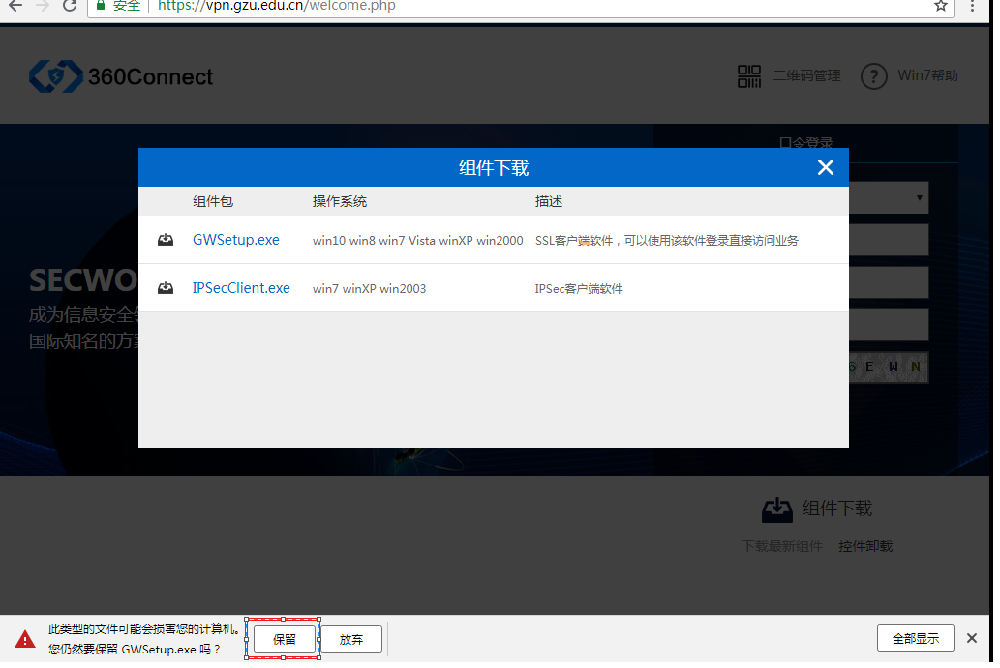 安全 https://vpn.gzu.edu.cn/welcome.php
360Connect
二维码管理
Win7帮助
口令登录
组件下载
组件包 操作系统 描述
GWSetup.exe win10 win8 win7 Vista winXP win2000 SSL客户端软件，可以使用该软件登录直接访问业务
IPSecClient.exe win7 winXP win2003 IPSec客户端软件
SECWO
成为信息安全
国际知名的方
E W N
组件下载
下载最新组件 控件卸载
此类型的文件可能会损害您的计算机。
您仍然要保留 GWSetup.exe 吗？
保留 放弃
全部显示